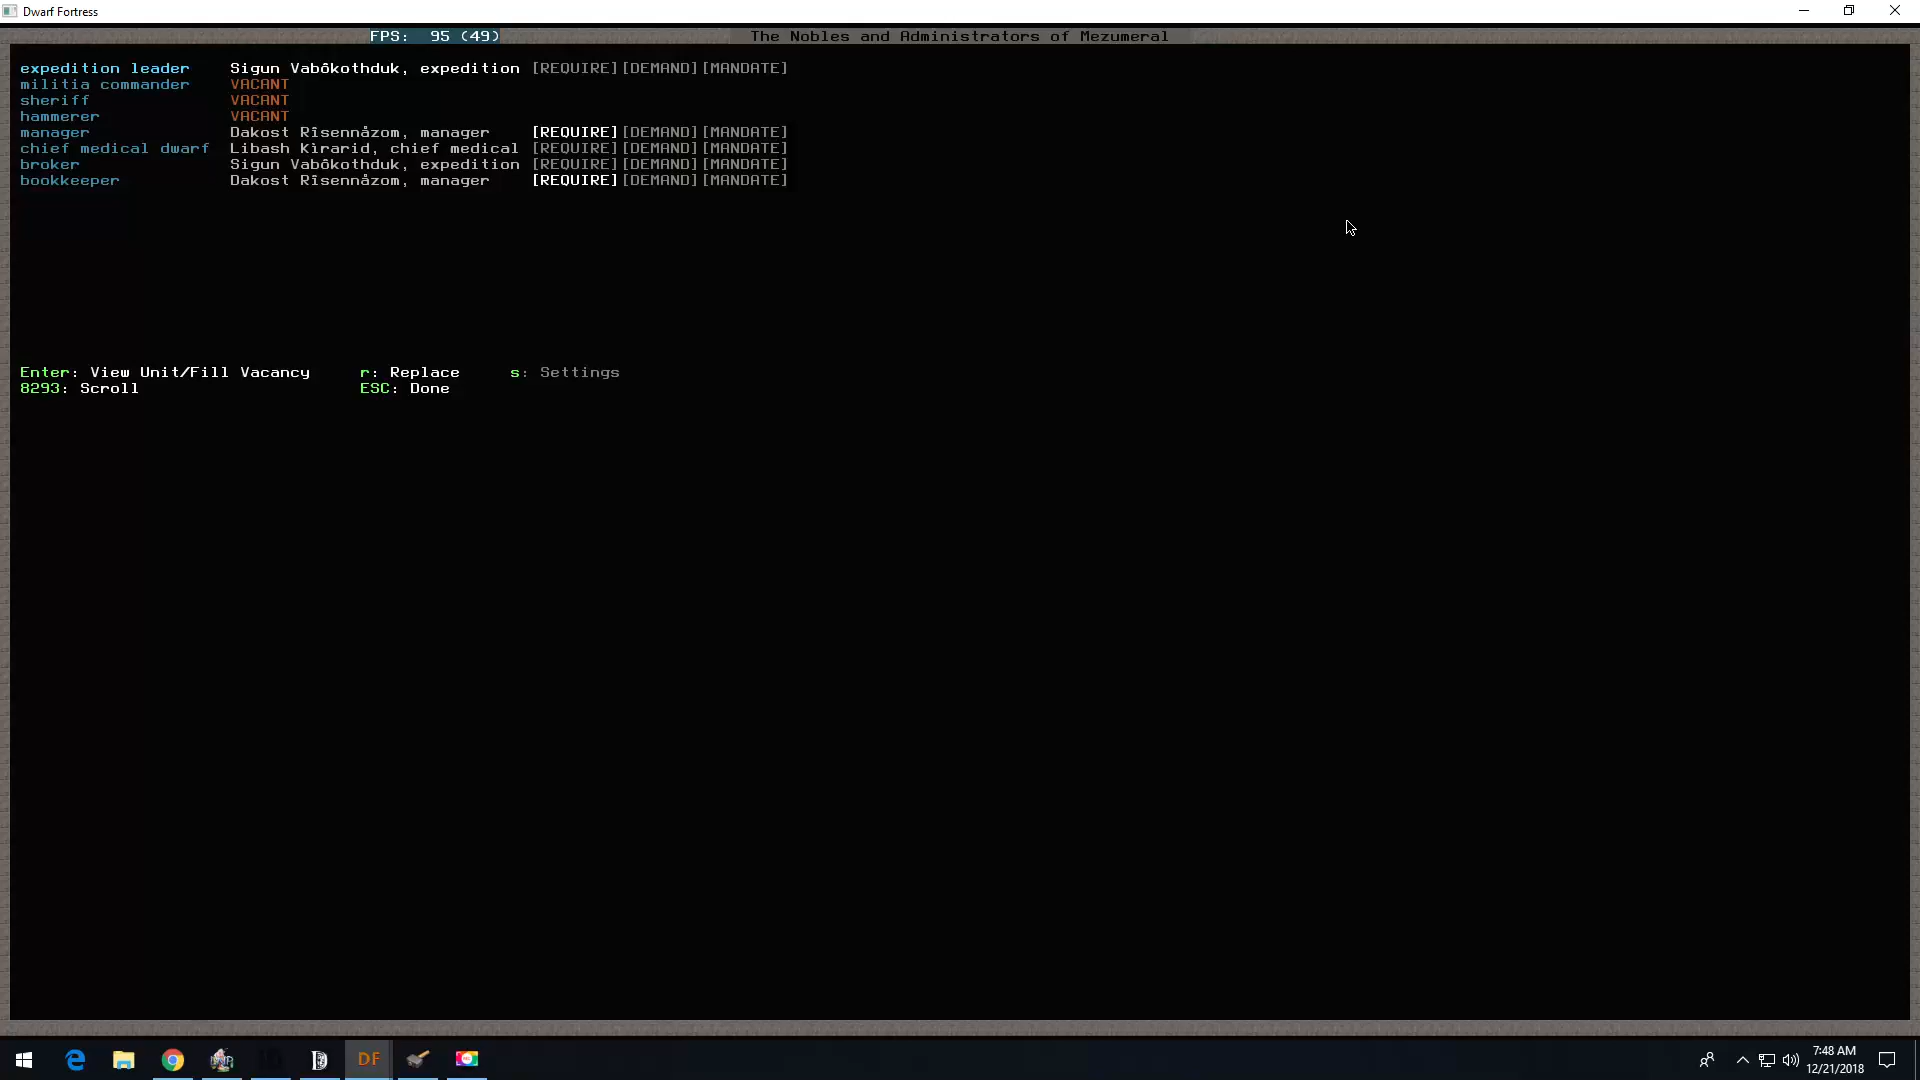 Dwarf Fortress
FPS: 95 (49) The Nobles and Administrators of Mezumeral
expedition leader Sigun Vabôkothduk, expedition [REQUIRE][DEMAND][MANDATE]
militia commander VACANT
sheriff VACANT
hammerer VACANT
manager Dakost Rîsennåzom, manager [REQUIRE][DEMAND][MANDATE]
chief medical dwarf Libash Kìrarid, chief medical [REQUIRE][DEMAND][MANDATE]
broker Sigun Vabôkothduk, expedition [REQUIRE][DEMAND][MANDATE]
bookkeeper Dakost Rîsennåzom, manager [REQUIRE][DEMAND][MANDATE]
Enter: View Unit/Fill Vacancy r: Replace s: Settings
8293: Scroll ESC: Done
DF
7:48 AM
12/21/2018